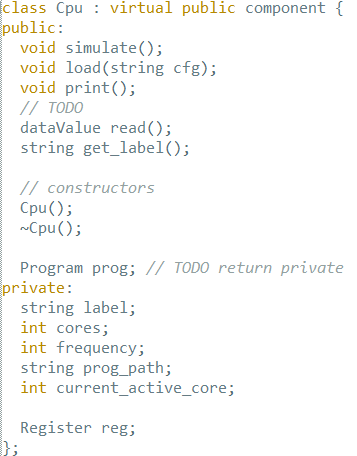 class Cpu : virtual public component {
public:
  void simulate();
  void load(string cfg);
  void print();
  // TODO
  dataValue read();
  string get_label();

  // constructors
  Cpu();
  ~Cpu();

  Program prog; // TODO return private
private:
  string label;
  int cores;
  int frequency;
  string prog_path;
  int current_active_core;

  Register reg;
};